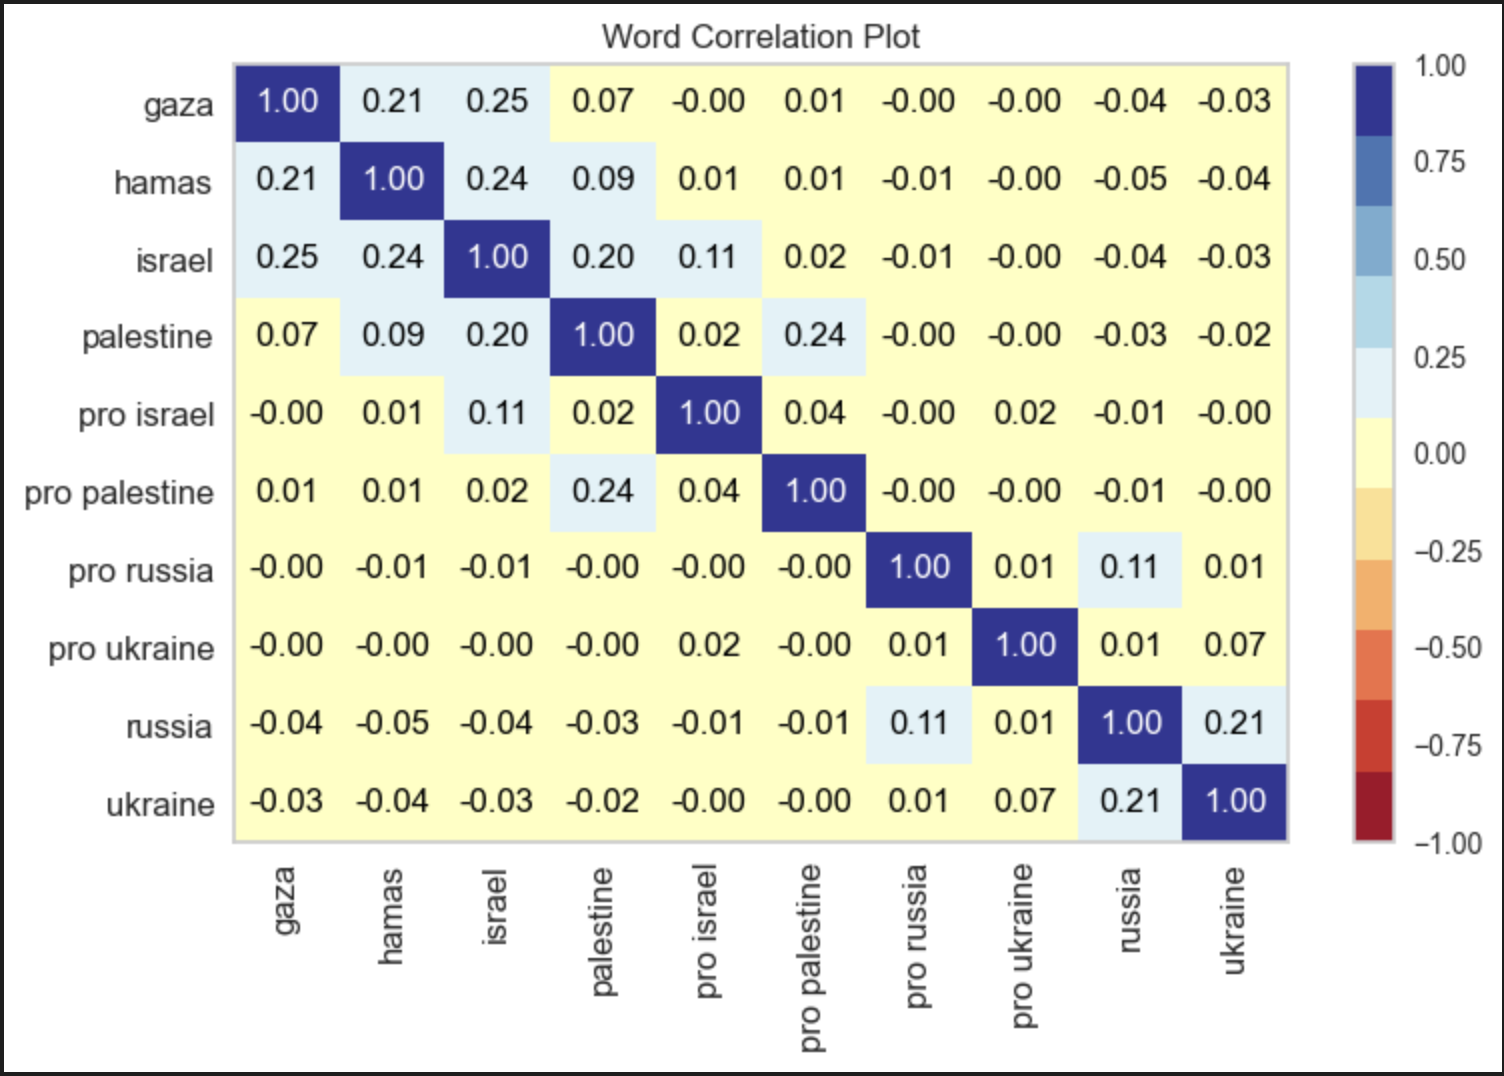 Word Correlation Plot
gaza 1.00 0.21 0.25 0.07 -0.00 0.01 -0.00 -0.00 -0.04 -0.03
hamas 0.21 1.00 0.24 0.09 0.01 0.01 -0.01 -0.00 -0.05 -0.04
israel 0.25 0.24 1.00 0.20 0.11 0.02 -0.01 -0.00 -0.04 -0.03
palestine 0.07 0.09 0.20 1.00 0.02 0.24 -0.00 -0.00 -0.03 -0.02
pro israel -0.00 0.01 0.11 0.02 1.00 0.04 -0.00 0.02 -0.01 -0.00
pro palestine 0.01 0.01 0.02 0.24 0.04 1.00 -0.00 -0.00 -0.01 -0.00
pro russia -0.00 -0.01 -0.01 -0.00 -0.00 -0.00 1.00 0.01 0.11 0.01
pro ukraine -0.00 -0.00 -0.00 -0.00 0.02 -0.00 0.01 1.00 0.01 0.07
russia -0.04 -0.05 -0.04 -0.03 -0.01 -0.01 0.11 0.01 1.00 0.21
ukraine -0.03 -0.04 -0.03 -0.02 -0.00 -0.00 0.01 0.07 0.21 1.00
gaza
hamas
israel
palestine
pro israel
pro palestine
pro russia
pro ukraine
russia
ukraine
1.00
0.75
0.50
0.25
0.00
−0.25
−0.50
−0.75
−1.00